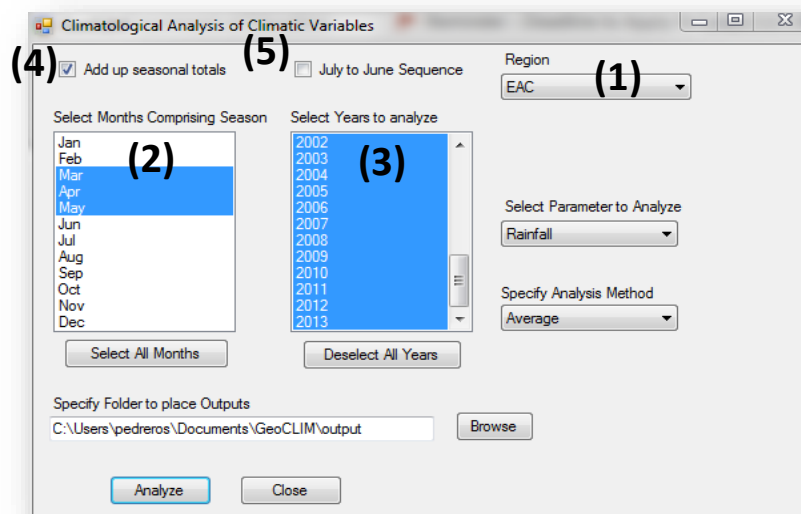 Climatological Analysis of Climatic Variables
(4) Add up seasonal totals
(5) July to June Sequence
Region
EAC
(1)
Select Months Comprising Season
Jan
Feb
Mar
Apr
May
Jun
Jul
Aug
Sep
Oct
Nov
Dec
(2)
Select All Months
Select Years to analyze
2002
2003
2004
2005
2006
2007
2008
2009
2010
2011
2012
2013
(3)
Deselect All Years
Select Parameter to Analyze
Rainfall
Specify Analysis Method
Average
Specify Folder to place Outputs
C:\Users\pedreros\Documents\GeoCLIM\output
Browse
Analyze
Close